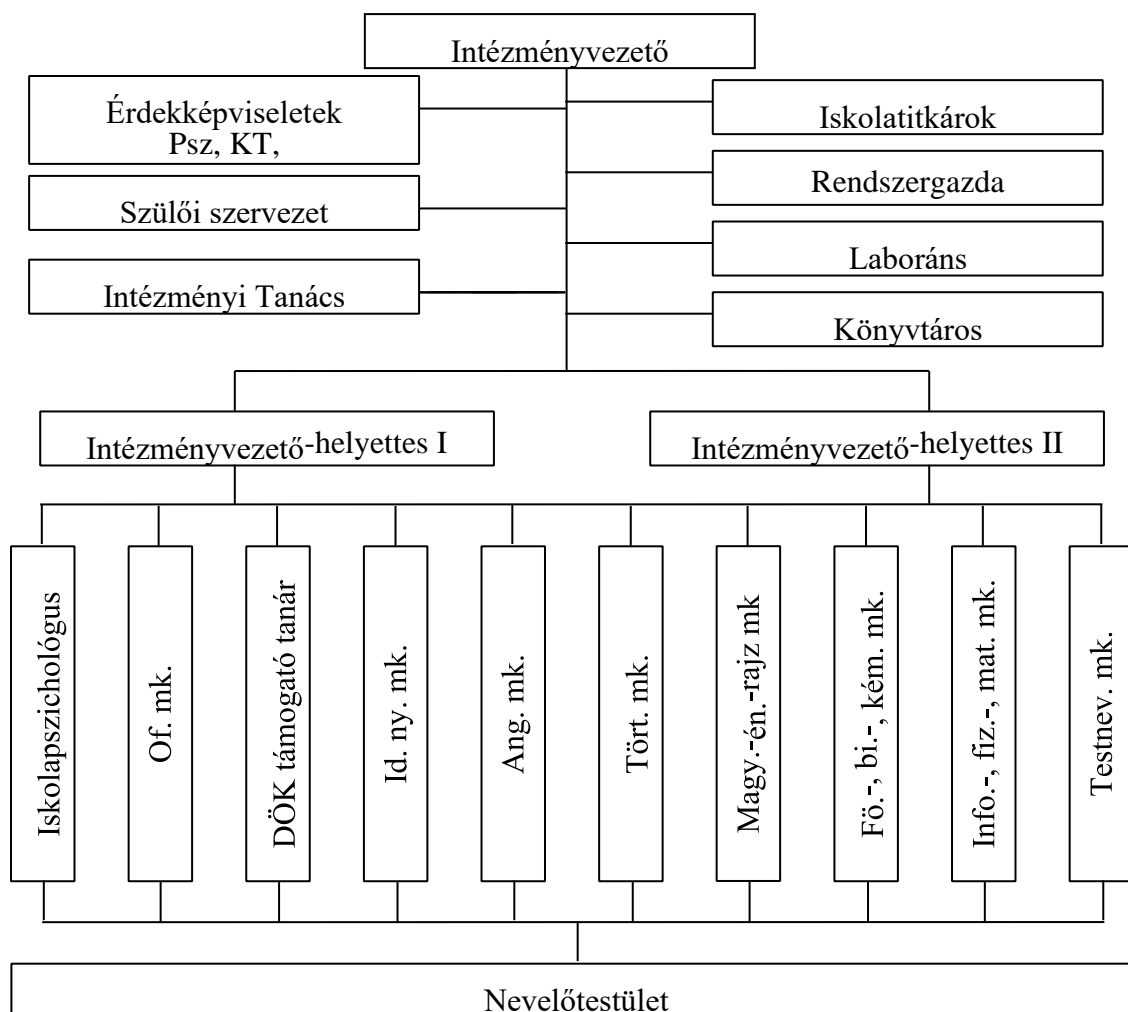 Intézményvezető
Érdekképviseletek
Psz, KT,
Iskolatitkárok
Rendszergazda
Szülői szervezet
Laboráns
Intézményi Tanács
Könyvtáros
Intézményvezető-helyettes I
Intézményvezető-helyettes II
Iskolapszichológus
Of. mk.
DÖK támogató tanár
Id. ny. mk.
Ang. mk.
Tört. mk.
Magy.-én.-rajz mk
Fö.-, bi.-, kém. mk.
Info.-, fiz.-, mat. mk.
Testnev. mk.
Nevelőtestület